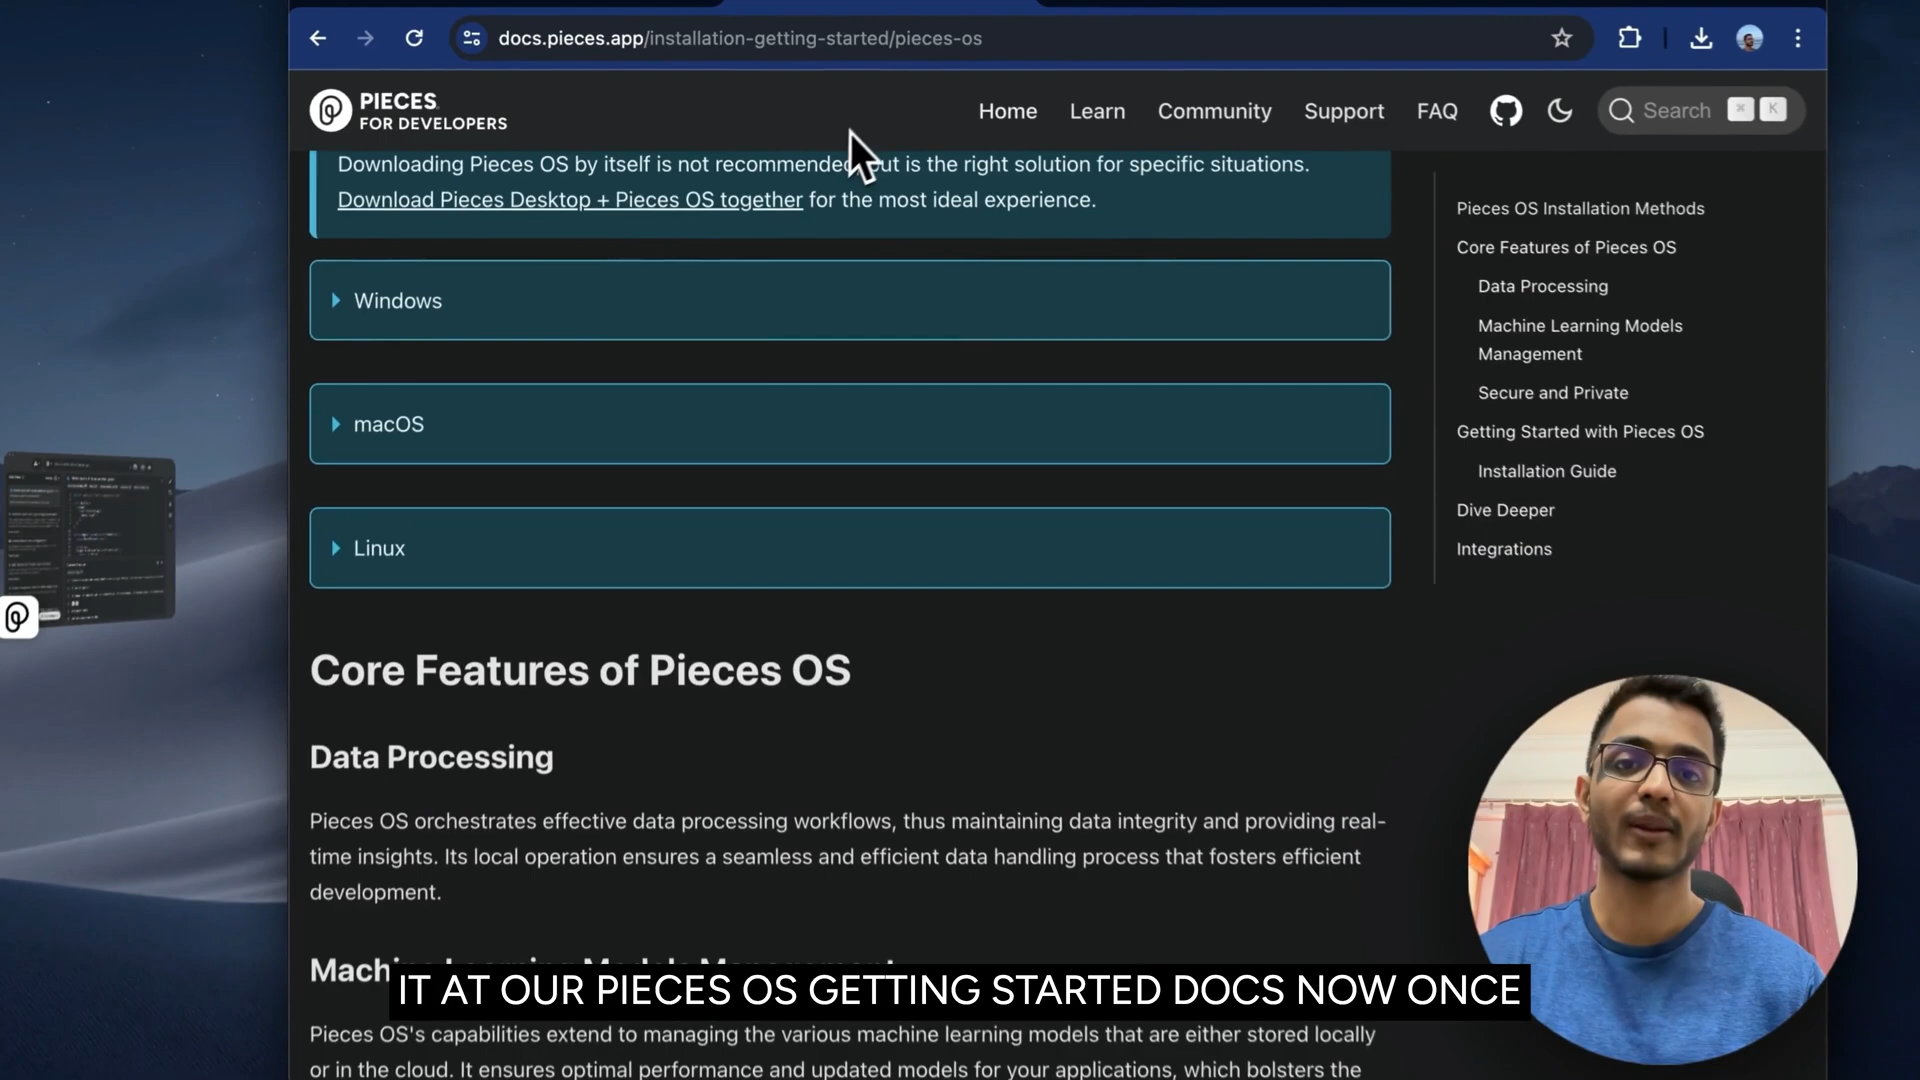 docs.pieces.app/installation-getting-started/pieces-os
PIECES
FOR DEVELOPERS
Home Learn Community Support FAQ Search ⌘ K
Downloading Pieces OS by itself is not recommended, but is the right solution for specific situations.
Download Pieces Desktop + Pieces OS together for the most ideal experience.
Windows
macOS
Linux
Core Features of Pieces OS
Data Processing
Pieces OS orchestrates effective data processing workflows, thus maintaining data integrity and providing real-
time insights. Its local operation ensures a seamless and efficient data handling process that fosters efficient
development.
Machine Learning Models Management
Pieces OS's capabilities extend to managing the various machine learning models that are either stored locally
or in the cloud. It ensures optimal performance and updated models for your applications, which bolsters the
Pieces OS Installation Methods
Core Features of Pieces OS
Data Processing
Machine Learning Models
Management
Secure and Private
Getting Started with Pieces OS
Installation Guide
Dive Deeper
Integrations
IT AT OUR PIECES OS GETTING STARTED DOCS NOW ONCE